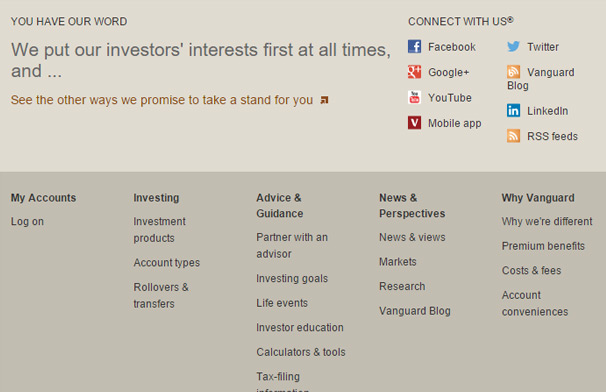 YOU HAVE OUR WORD
We put our investors' interests first at all times,
and ...
See the other ways we promise to take a stand for you
CONNECT WITH US®
Facebook
Google+
YouTube
Mobile app
Twitter
Vanguard
Blog
LinkedIn
RSS feeds
My Accounts
Log on
Investing
Investment
products
Account types
Rollovers &
transfers
Advice &
Guidance
Partner with an
advisor
Investing goals
Life events
Investor education
Calculators & tools
Tax-filing
information
News &
Perspectives
News & views
Markets
Research
Vanguard Blog
Why Vanguard
Why we're different
Premium benefits
Costs & fees
Account
conveniences